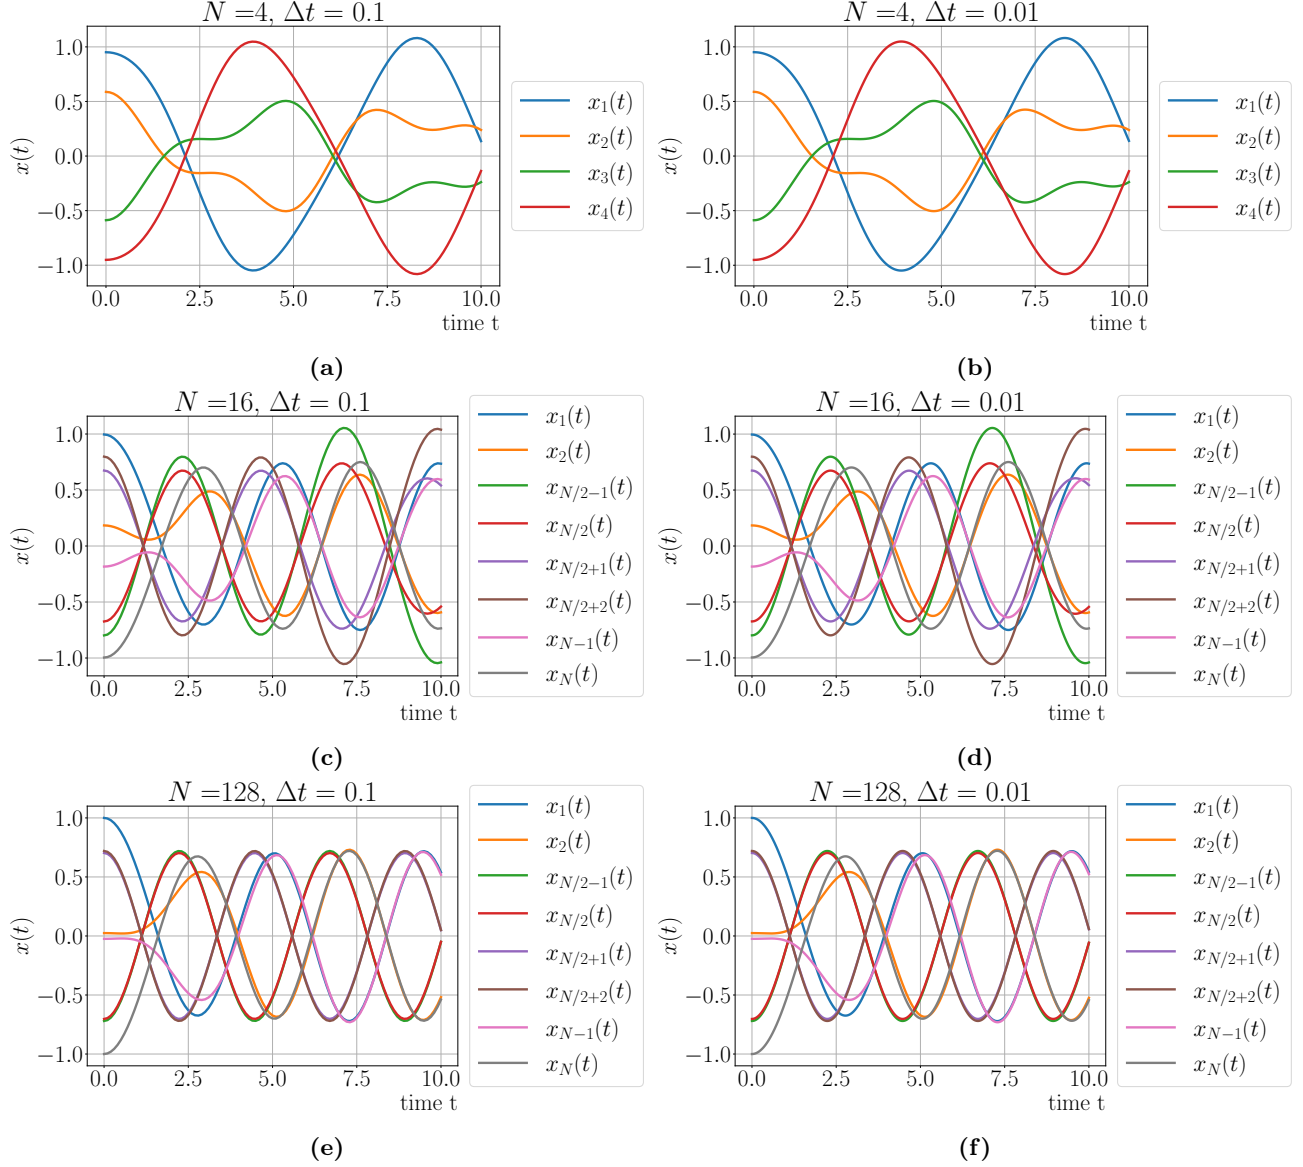 N =4, Δt = 0.1
1.0
0.5
0.0
−0.5
−1.0
x(t)
0.0 2.5 5.0 7.5 10.0
time t
x₁(t)
x₂(t)
x₃(t)
x₄(t)
(a)
N =4, Δt = 0.01
1.0
0.5
0.0
−0.5
−1.0
x(t)
0.0 2.5 5.0 7.5 10.0
time t
x₁(t)
x₂(t)
x₃(t)
x₄(t)
(b)
N =16, Δt = 0.1
1.0
0.5
0.0
−0.5
−1.0
x(t)
0.0 2.5 5.0 7.5 10.0
time t
x₁(t)
x₂(t)
x_{N/2−1}(t)
x_{N/2}(t)
x_{N/2+1}(t)
x_{N/2+2}(t)
x_{N−1}(t)
x_N(t)
(c)
N =16, Δt = 0.01
1.0
0.5
0.0
−0.5
−1.0
x(t)
0.0 2.5 5.0 7.5 10.0
time t
x₁(t)
x₂(t)
x_{N/2−1}(t)
x_{N/2}(t)
x_{N/2+1}(t)
x_{N/2+2}(t)
x_{N−1}(t)
x_N(t)
(d)
N =128, Δt = 0.1
1.0
0.5
0.0
−0.5
−1.0
x(t)
0.0 2.5 5.0 7.5 10.0
time t
x₁(t)
x₂(t)
x_{N/2−1}(t)
x_{N/2}(t)
x_{N/2+1}(t)
x_{N/2+2}(t)
x_{N−1}(t)
x_N(t)
(e)
N =128, Δt = 0.01
1.0
0.5
0.0
−0.5
−1.0
x(t)
0.0 2.5 5.0 7.5 10.0
time t
x₁(t)
x₂(t)
x_{N/2−1}(t)
x_{N/2}(t)
x_{N/2+1}(t)
x_{N/2+2}(t)
x_{N−1}(t)
x_N(t)
(f)